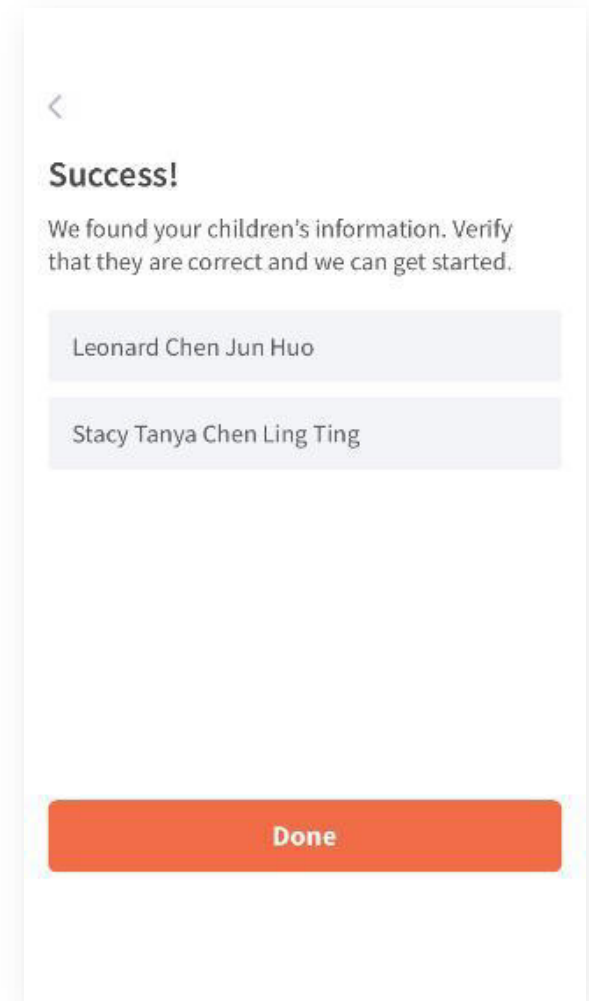 Success!
We found your children’s information. Verify
that they are correct and we can get started.
Leonard Chen Jun Huo
Stacy Tanya Chen Ling Ting
Done